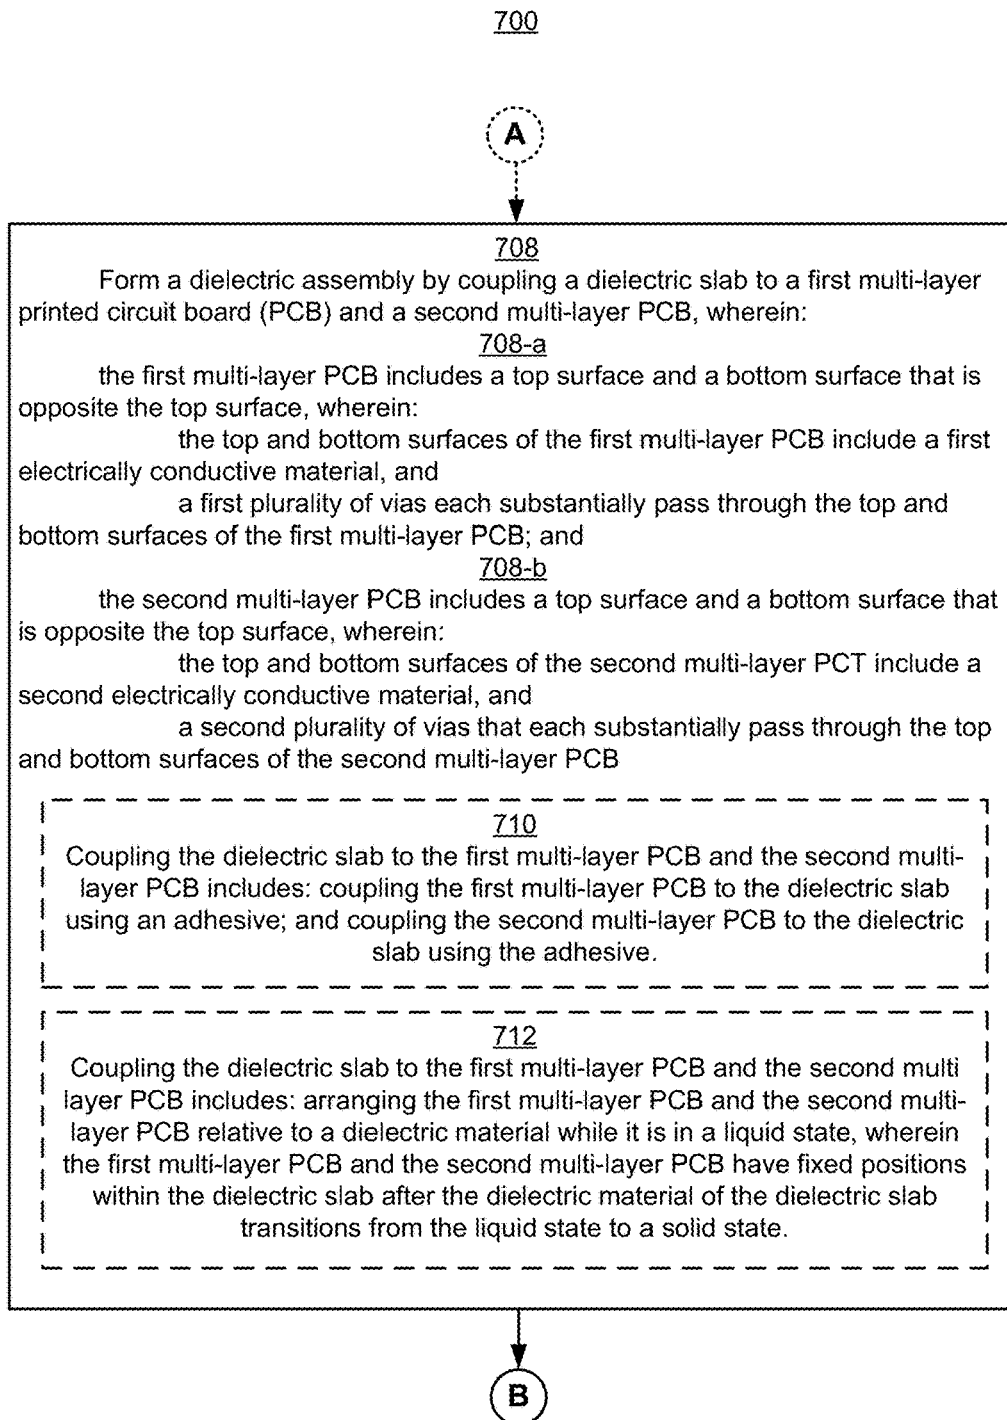 700
A
708
Form a dielectric assembly by coupling a dielectric slab to a first multi-layer
printed circuit board (PCB) and a second multi-layer PCB, wherein:
708-a
the first multi-layer PCB includes a top surface and a bottom surface that is
opposite the top surface, wherein:
the top and bottom surfaces of the first multi-layer PCB include a first
electrically conductive material, and
a first plurality of vias each substantially pass through the top and
bottom surfaces of the first multi-layer PCB; and
708-b
the second multi-layer PCB includes a top surface and a bottom surface that
is opposite the top surface, wherein:
the top and bottom surfaces of the second multi-layer PCT include a
second electrically conductive material, and
a second plurality of vias that each substantially pass through the top
and bottom surfaces of the second multi-layer PCB
710
Coupling the dielectric slab to the first multi-layer PCB and the second multi-
layer PCB includes: coupling the first multi-layer PCB to the dielectric slab
using an adhesive; and coupling the second multi-layer PCB to the dielectric
slab using the adhesive.
712
Coupling the dielectric slab to the first multi-layer PCB and the second multi
layer PCB includes: arranging the first multi-layer PCB and the second multi-
layer PCB relative to a dielectric material while it is in a liquid state, wherein
the first multi-layer PCB and the second multi-layer PCB have fixed positions
within the dielectric slab after the dielectric material of the dielectric slab
transitions from the liquid state to a solid state.
B